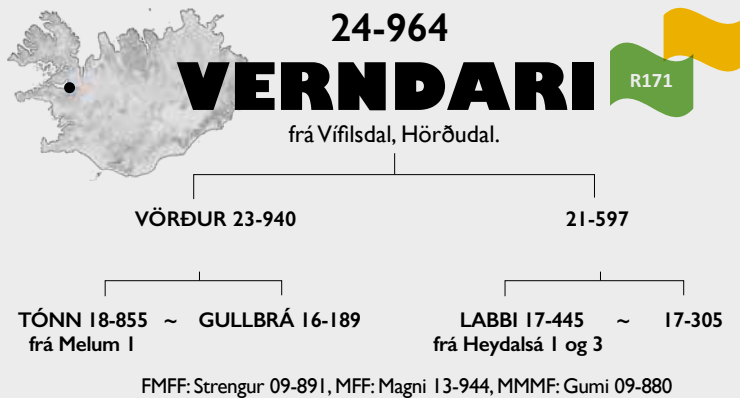 24-964
VERNDARI
R171
frá Vífilsdal, Hörðudal.
VÖRÐUR 23-940 21-597
TÓNN 18-855 ~ GULLBRÁ 16-189 LABBI 17-445 ~ 17-305
frá Melum 1 frá Heydalsá 1 og 3
FMFF: Strengur 09-891, MFF: Magni 13-944, MMMF: Gumi 09-880